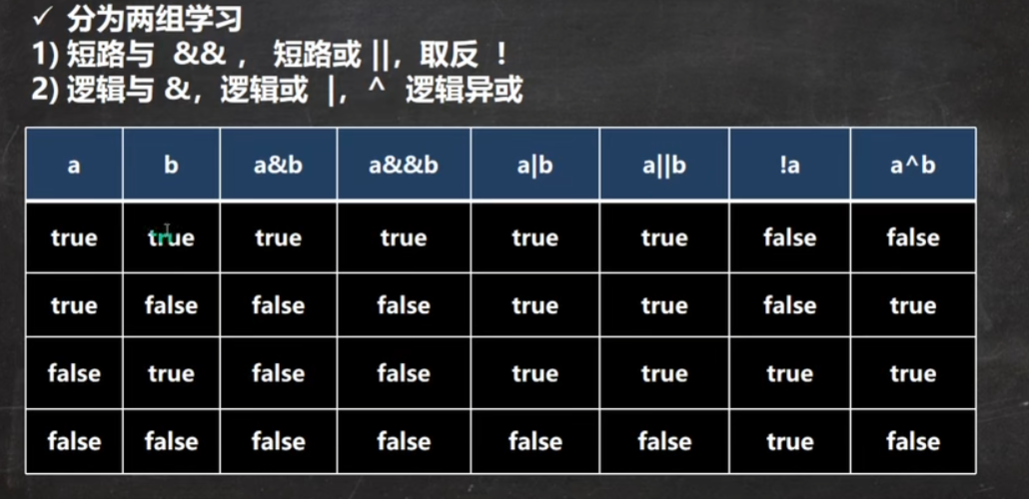 ✓ 分为两组学习
1) 短路与 && ， 短路或 ||，取反 ！
2) 逻辑与 &，逻辑或 |，^ 逻辑异或
a b a&b a&&b a|b a||b !a a^b
true true true true true true false false
true false false false true true false true
false true false false true true true true
false false false false false false true false